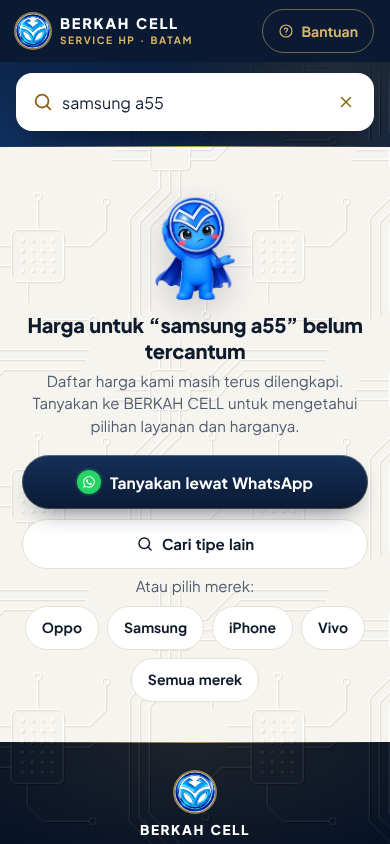 BERKAH CELL
SERVICE HP · BATAM
Bantuan
samsung a55
Harga untuk “samsung a55” belum
tercantum
Daftar harga kami masih terus dilengkapi.
Tanyakan ke BERKAH CELL untuk mengetahui
pilihan layanan dan harganya.
Tanyakan lewat WhatsApp
Cari tipe lain
Atau pilih merek:
Oppo
Samsung
iPhone
Vivo
Semua merek
BERKAH CELL